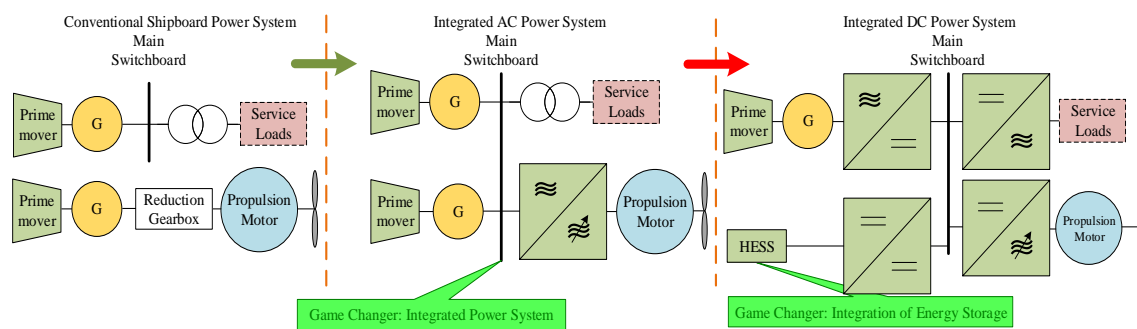 Conventional Shipboard Power System
Main
Switchboard
Prime
mover
G
Service
Loads
Prime
mover
G
Reduction
Gearbox
Propulsion
Motor
Integrated AC Power System
Main
Switchboard
Prime
mover
G
Service
Loads
Prime
mover
G
Propulsion
Motor
Game Changer: Integrated Power System
Integrated DC Power System
Main
Switchboard
Prime
mover
G
Service
Loads
HESS
Propulsion
Motor
Game Changer: Integration of Energy Storage